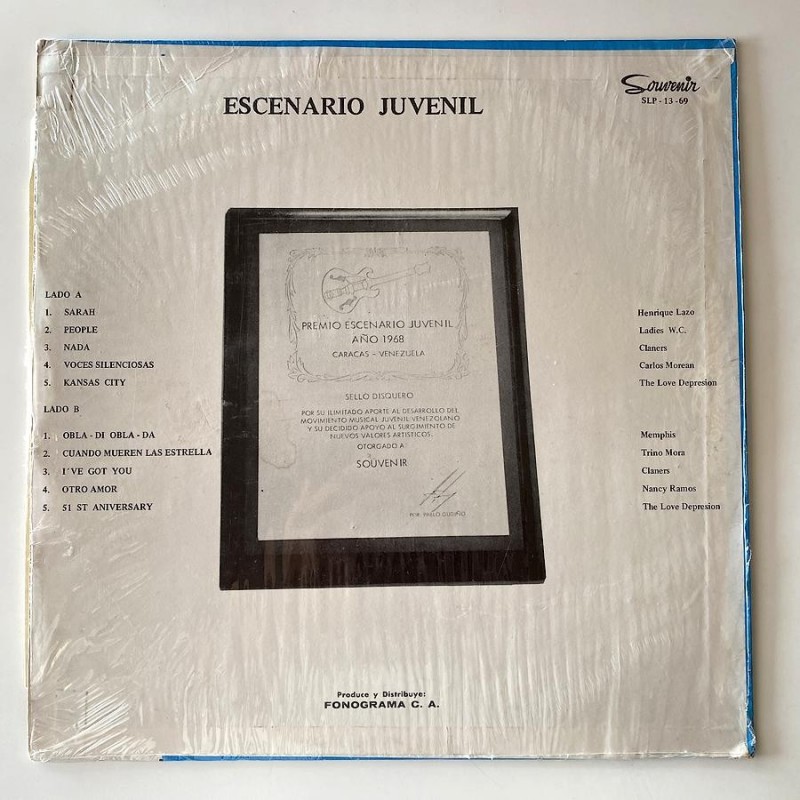 ESCENARIO JUVENIL
Souvenir
SLP - 13 - 69
PREMIO ESCENARIO JUVENIL
AÑO 1968
CARACAS - VENEZUELA
SELLO DISQUERO
POR SU ILIMITADO APORTE AL DESARROLLO DEL
MOVIMIENTO MUSICAL JUVENIL VENEZOLANO
Y SU DECIDIDO APOYO AL SURGIMIENTO DE
NUEVOS VALORES ARTISTICOS.
OTORGADO A:
SOUVENIR
LADO A
1. SARAH Henrique Lazo
2. PEOPLE Ladies W.C.
3. NADA Claners
4. VOCES SILENCIOSAS Carlos Morean
5. KANSAS CITY The Love Depresion
LADO B
1. OBLA - DI OBLA - DA Memphis
2. CUANDO MUEREN LAS ESTRELLA Trino Mora
3. I'VE GOT YOU Claners
4. OTRO AMOR Nancy Ramos
5. 51 ST ANIVERSARY The Love Depresion
Produce y Distribuye:
FONOGRAMA C. A.